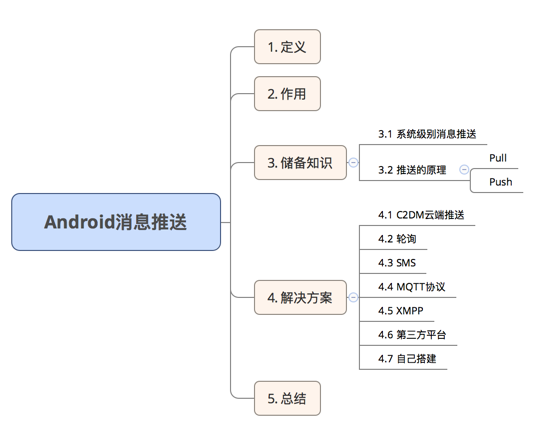 Android消息推送
1. 定义
2. 作用
3. 储备知识
3.1 系统级别消息推送
3.2 推送的原理
Pull
Push
4. 解决方案
4.1 C2DM云端推送
4.2 轮询
4.3 SMS
4.4 MQTT协议
4.5 XMPP
4.6 第三方平台
4.7 自己搭建
5. 总结